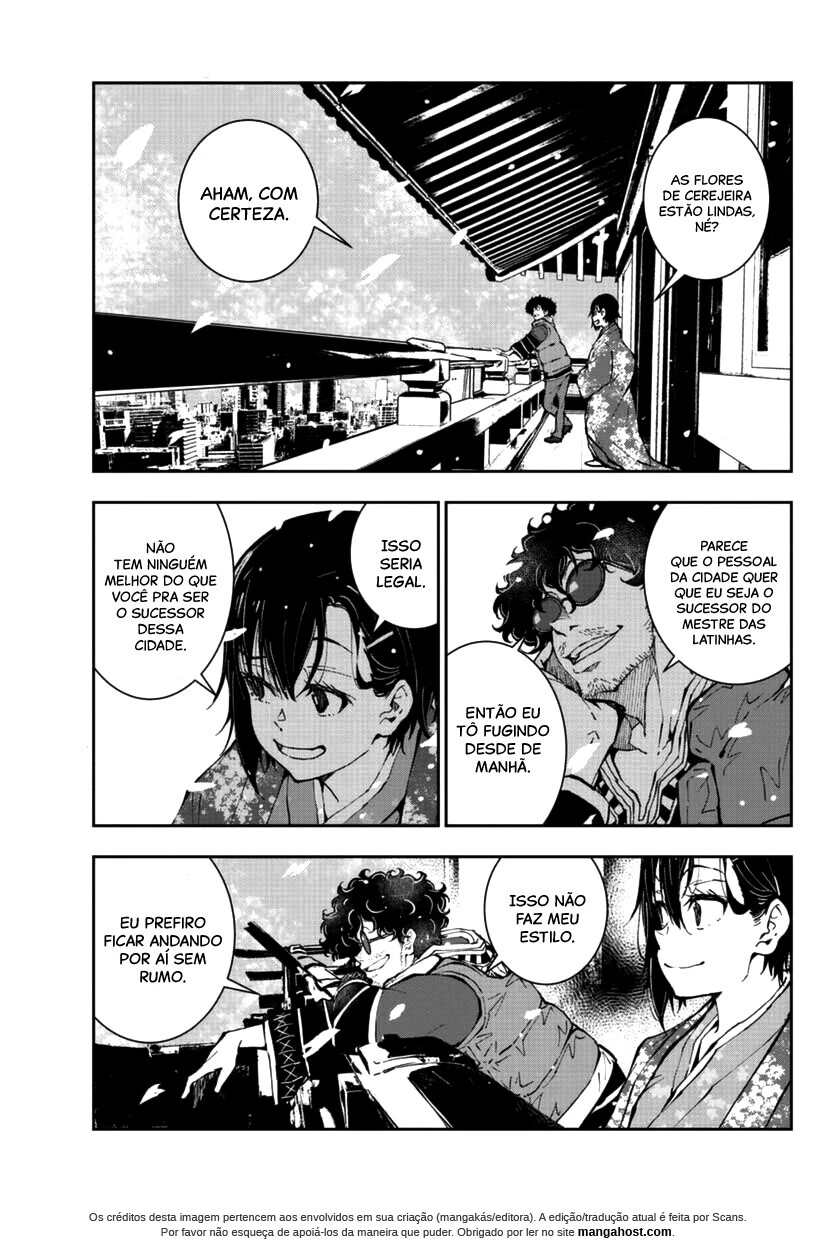 AS FLORES
DE CEREJEIRA
ESTÃO LINDAS,
NÉ?
AHAM, COM
CERTEZA.
PARECE
QUE O PESSOAL
DA CIDADE QUER
QUE EU SEJA O
SUCESSOR DO
MESTRE DAS
LATINHAS.
ENTÃO EU
TÔ FUGINDO
DESDE DE
MANHÃ.
ISSO
SERIA
LEGAL.
NÃO
TEM NINGUÉM
MELHOR DO QUE
VOCÊ PRA SER
O SUCESSOR
DESSA
CIDADE.
ISSO NÃO
FAZ MEU
ESTILO.
EU PREFIRO
FICAR ANDANDO
POR AÍ SEM
RUMO.
Os créditos desta imagem pertencem aos envolvidos em sua criação (mangakás/editora). A edição/tradução atual é feita por Scans.
Por favor não esqueça de apoiá-los da maneira que puder. Obrigado por ler no site mangahost.com.